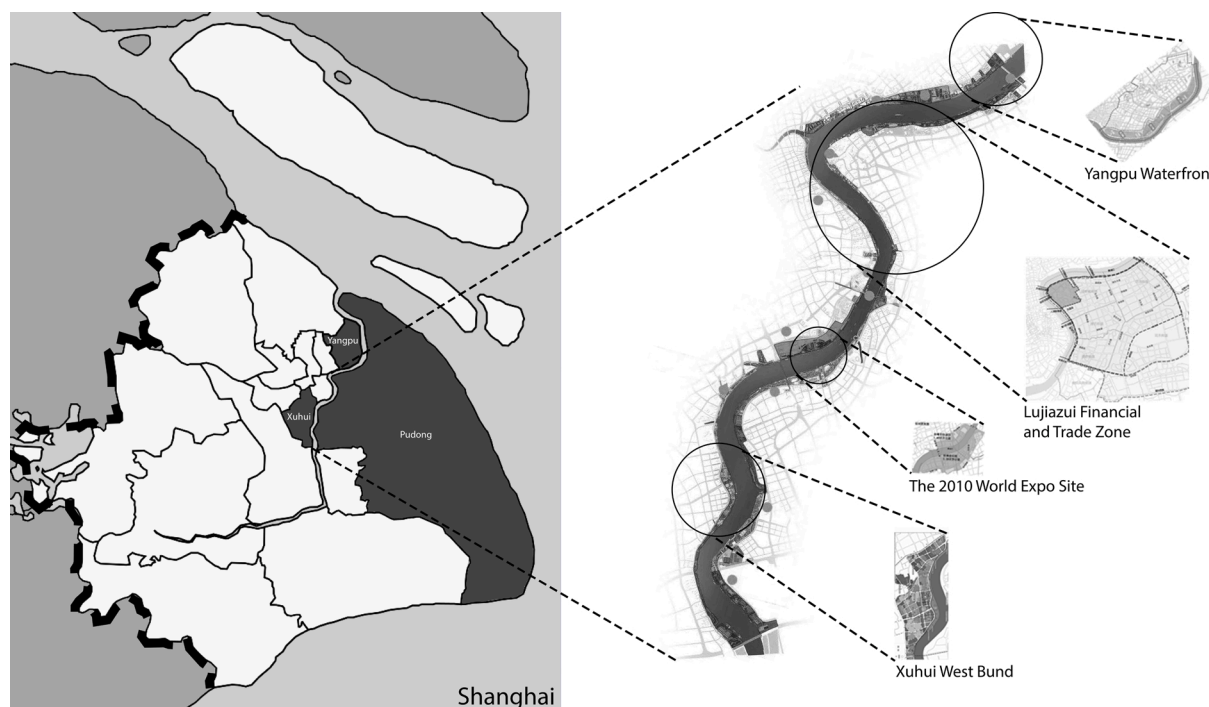 Yangpu
Xuhui
Pudong
Shanghai
Yangpu Waterfron
Lujiazui Financial
and Trade Zone
The 2010 World Expo Site
Xuhui West Bund